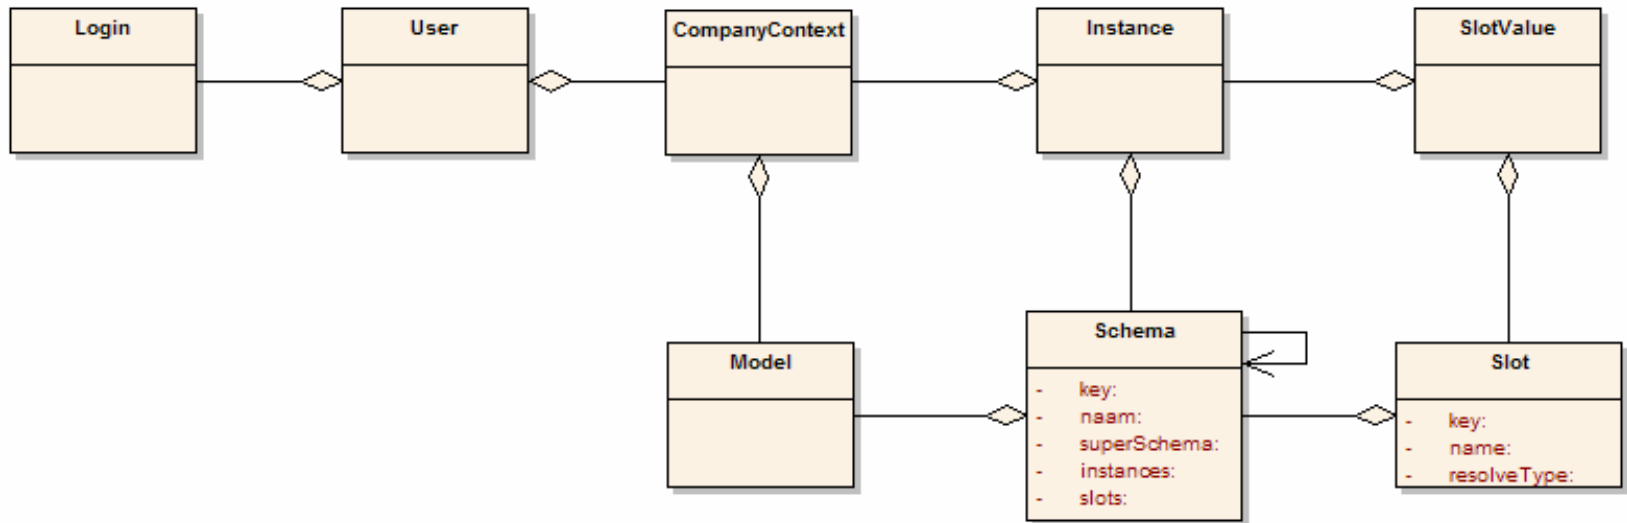 Login
User
CompanyContext
Instance
SlotValue
Model
Schema
- key:
- naam:
- superSchema:
- instances:
- slots:
Slot
- key:
- name:
- resolveType: